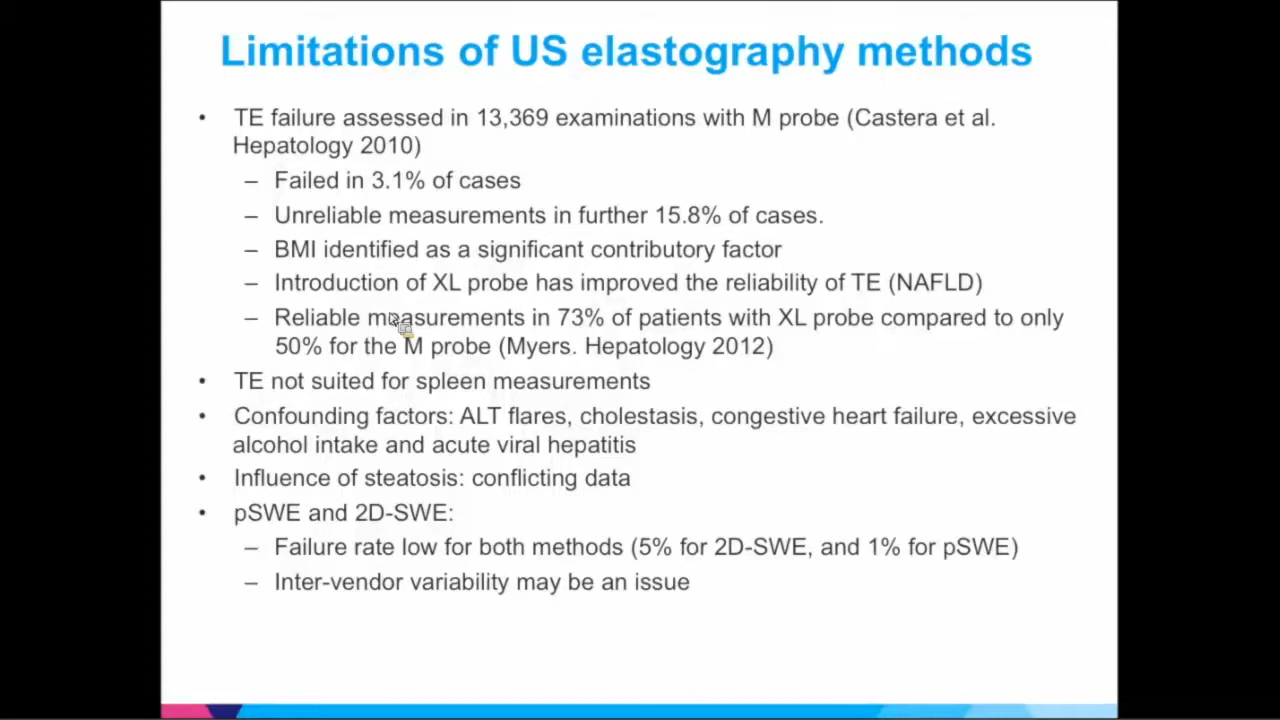 Limitations of US elastography methods
• TE failure assessed in 13,369 examinations with M probe (Castera et al.
Hepatology 2010)
– Failed in 3.1% of cases
– Unreliable measurements in further 15.8% of cases.
– BMI identified as a significant contributory factor
– Introduction of XL probe has improved the reliability of TE (NAFLD)
– Reliable measurements in 73% of patients with XL probe compared to only
50% for the M probe (Myers. Hepatology 2012)
• TE not suited for spleen measurements
• Confounding factors: ALT flares, cholestasis, congestive heart failure, excessive
alcohol intake and acute viral hepatitis
• Influence of steatosis: conflicting data
• pSWE and 2D-SWE:
– Failure rate low for both methods (5% for 2D-SWE, and 1% for pSWE)
– Inter-vendor variability may be an issue